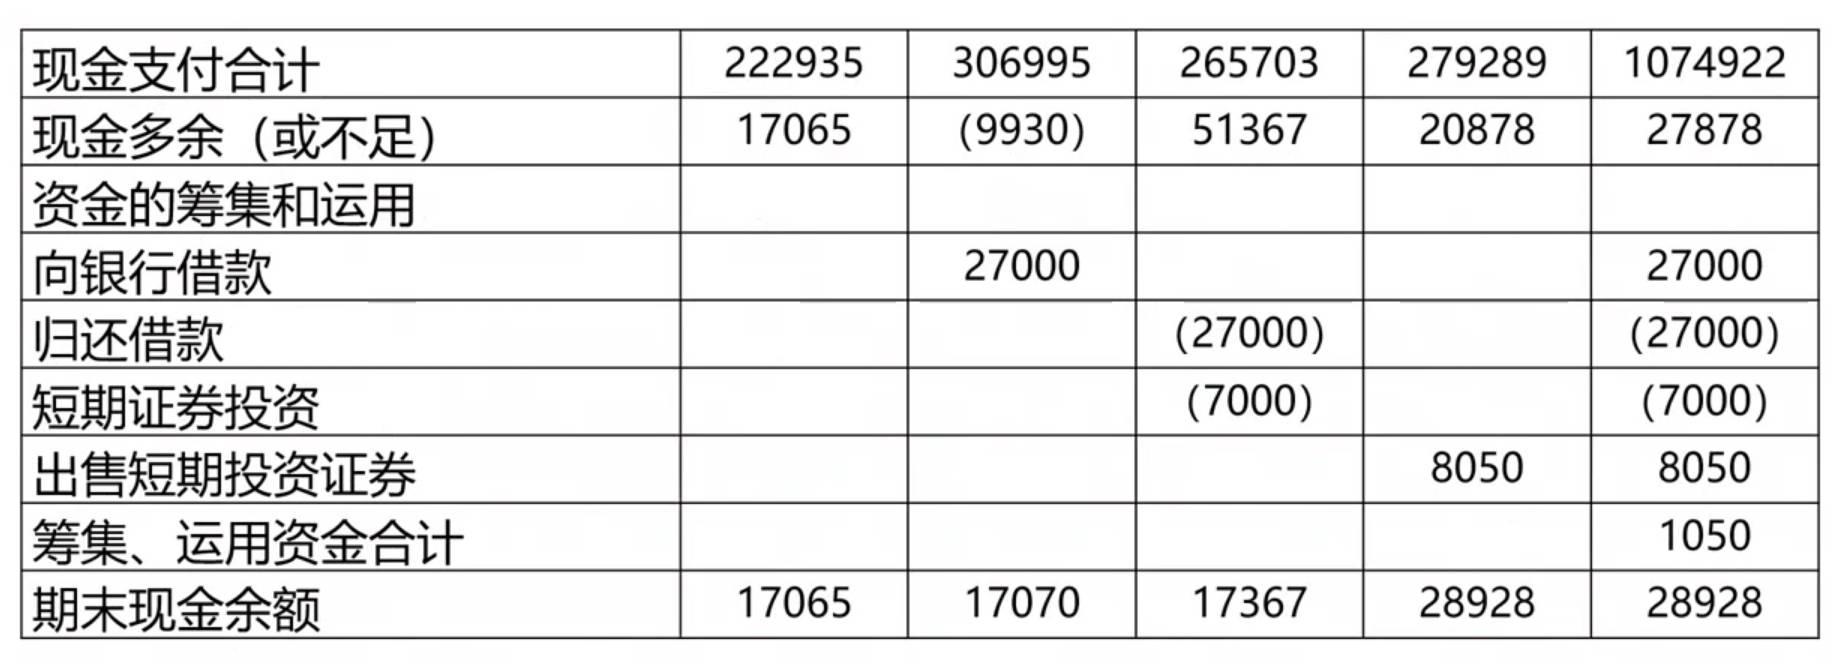 现金支付合计 222935 306995 265703 279289 1074922
现金多余（或不足） 17065 (9930) 51367 20878 27878
资金的筹集和运用
向银行借款 27000 27000
归还借款 (27000) (27000)
短期证券投资 (7000) (7000)
出售短期投资证券 8050 8050
筹集、运用资金合计 1050
期末现金余额 17065 17070 17367 28928 28928